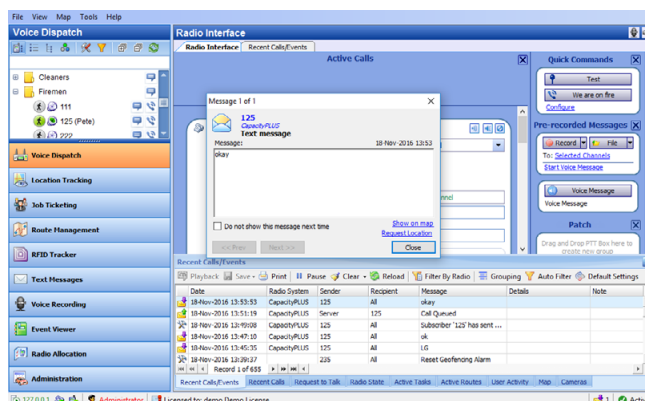 File View Map Tools Help
Voice Dispatch
Radio Interface
Radio Interface Recent Calls/Events
Active Calls
Quick Commands
Test
We are on fire
Configure
Pre-recorded Messages
Record File
To: Selected Channels
Start Voice Message
Voice Message
Voice Message
Patch
Drag and Drop PTT Box here to
create new group
Cleaners
Firemen
111
125 (Pete)
222
Voice Dispatch
Location Tracking
Job Ticketing
Route Management
RFID Tracker
Text Messages
Voice Recording
Event Viewer
Radio Allocation
Administration
Message 1 of 1
125
CapacityPLUS
Text message
Message: 18-Nov-2016 13:53
okay
Do not show this message next time
Show on map
Request Location
<< Prev Next >> Close
Recent Calls/Events
Playback Save Print Pause Clear Reload Filter By Radio Grouping Auto Filter Default Settings
Date Radio System Sender Recipient Message Details Note
18-Nov-2016 13:53:53 CapacityPLUS 125 All okay
18-Nov-2016 13:51:19 CapacityPLUS Server 125 Call Queued
18-Nov-2016 13:49:08 CapacityPLUS 125 All Subscriber '125' has sent ...
18-Nov-2016 13:47:10 CapacityPLUS 125 All ok
18-Nov-2016 13:45:35 CapacityPLUS 125 All LG
18-Nov-2016 13:39:37 235 All Reset Geofencing Alarm
Record 1 of 655
Recent Calls/Events Recent Calls Request to Talk Radio State Active Tasks Active Routes User Activity Map Cameras
127.0.0.1 Administrator Licensed to: demo Demo License 1